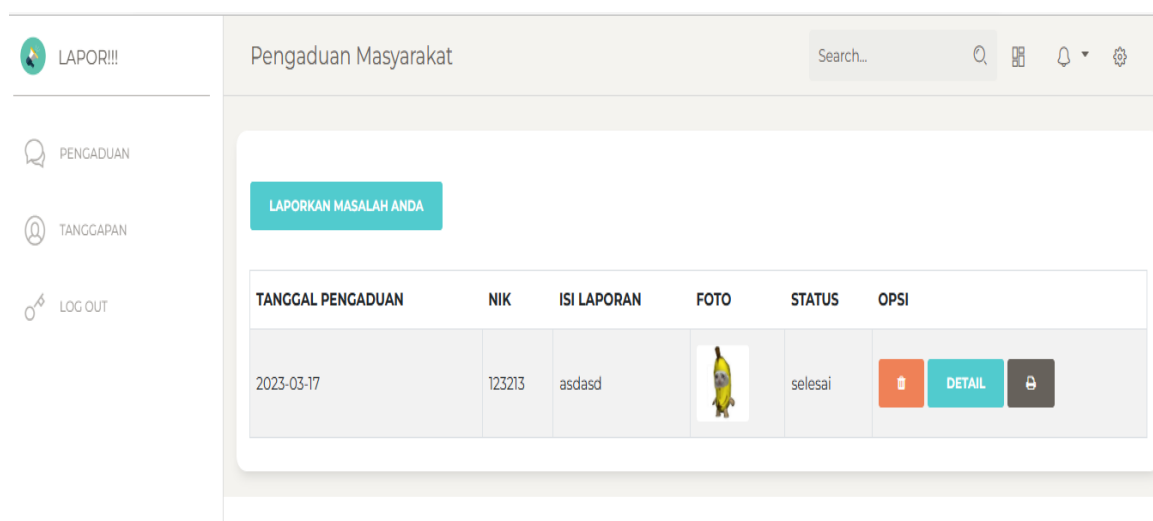 LAPOR!!!
Pengaduan Masyarakat
Search...
PENGADUAN
TANGGAPAN
LOG OUT
LAPORKAN MASALAH ANDA
TANGGAL PENGADUAN NIK ISI LAPORAN FOTO STATUS OPSI
2023-03-17 123213 asdasd selesai DETAIL